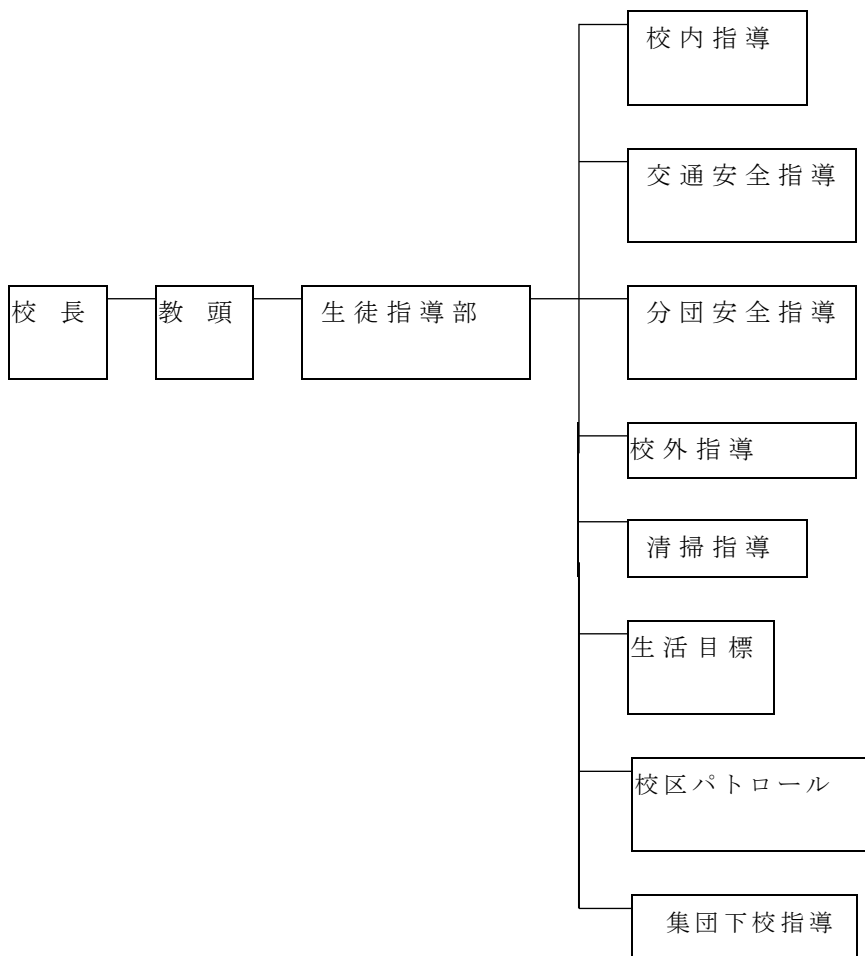 校内指導
交通安全指導
校長
教頭
生徒指導部
分団安全指導
校外指導
清掃指導
生活目標
校区パトロール
集団下校指導